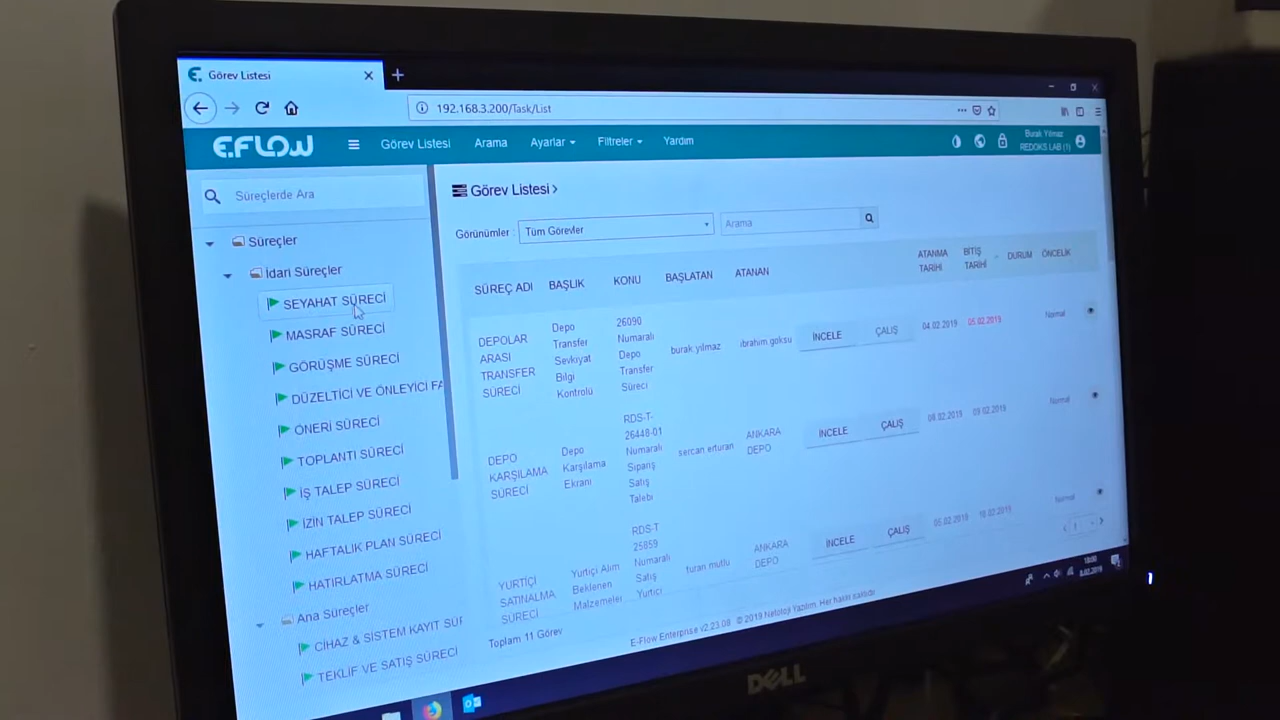 E. Görev Listesi
192.168.3.200/Task/List
E.FLOW
Görev Listesi
Arama
Ayarlar
Filtreler
Yardım
Burak Yılmaz
REDOKS LAB (1)
Süreçlerde Ara
Süreçler
İdari Süreçler
SEYAHAT SÜRECİ
MASRAF SÜRECİ
GÖRÜŞME SÜRECİ
DÜZELTİCİ VE ÖNLEYİCİ FA
ÖNERİ SÜRECİ
TOPLANTI SÜRECİ
İŞ TALEP SÜRECİ
İZİN TALEP SÜRECİ
HAFTALIK PLAN SÜRECİ
HATIRLATMA SÜRECİ
Ana Süreçler
CİHAZ & SİSTEM KAYIT SÜF
TEKLİF VE SATIŞ SÜRECİ
Görev Listesi
Görünümler :
Tüm Görevler
Arama
SÜREÇ ADI
BAŞLIK
KONU
BAŞLATAN
ATANAN
ATANMA
TARİHİ
BİTİŞ
TARİHİ
DURUM
ÖNCELİK
DEPOLAR
ARASI
TRANSFER
SÜRECİ
Depo
Transfer
Sevkiyat
Bilgi
Kontrolü
26090
Numaralı
Depo
Transfer
Süreci
burak.yılmaz
ibrahim.goksu
İNCELE
ÇALIŞ
04.02.2019
05.02.2019
Normal
DEPO
KARŞILAMA
SÜRECİ
Depo
Karşılama
Ekranı
RDS-T-
26448-01
Numaralı
Sipariş
Satış
Talebi
sercan erturan
ANKARA
DEPO
İNCELE
ÇALIŞ
08.02.2019
09.02.2019
Normal
YURTİÇİ
SATINALMA
SÜRECİ
Yurtiçi Alım
Beklenen
Malzemeler
RDS-T
25859
Numaralı
Satış
Yurtiçi
turan mutlu
ANKARA
DEPO
İNCELE
ÇALIŞ
05.02.2019
18.02.2019
Normal
1
Toplam 11 Görev
E-Flow Enterprise v2.23.08 © 2019 Netoloji Yazılım. Her hakkı saklıdır.
DELL